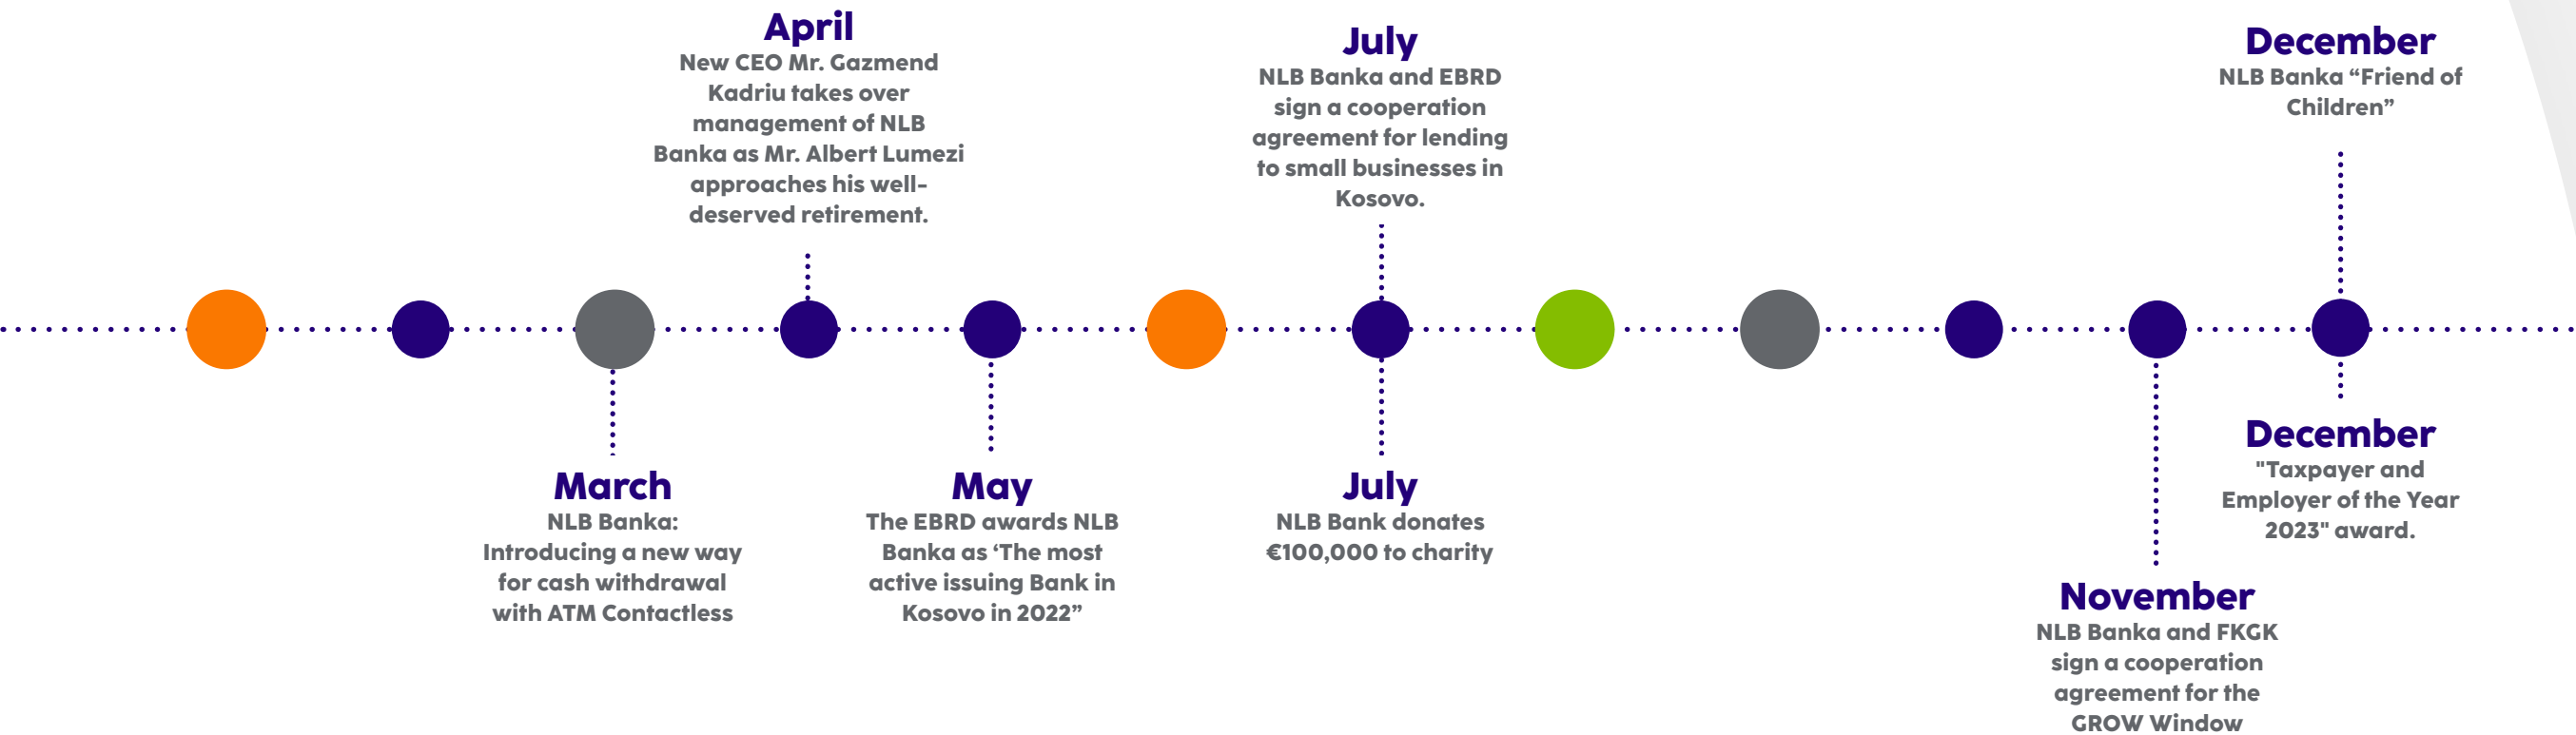 April
New CEO Mr. Gazmend
Kadriu takes over
management of NLB
Banka as Mr. Albert Lumezi
approaches his well-
deserved retirement.
July
NLB Banka and EBRD
sign a cooperation
agreement for lending
to small businesses in
Kosovo.
December
NLB Banka “Friend of
Children”
March
NLB Banka:
Introducing a new way
for cash withdrawal
with ATM Contactless
May
The EBRD awards NLB
Banka as ‘The most
active issuing Bank in
Kosovo in 2022”
July
NLB Bank donates
€100,000 to charity
November
NLB Banka and FKGK
sign a cooperation
agreement for the
GROW Window
December
"Taxpayer and
Employer of the Year
2023" award.